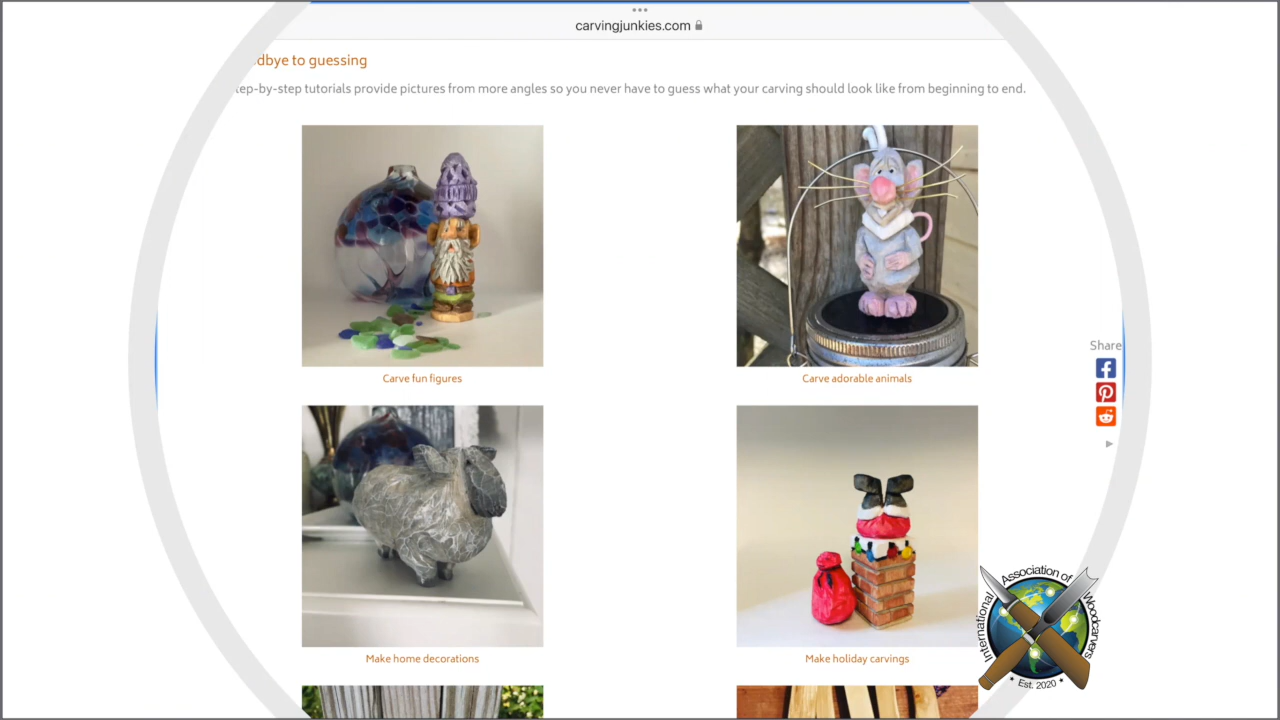 carvingjunkies.com
dbye to guessing
tep-by-step tutorials provide pictures from more angles so you never have to guess what your carving should look like from beginning to end.
Carve fun figures
Carve adorable animals
Make home decorations
Make holiday carvings
Share
International Association of Woodcarvers
Est. 2020